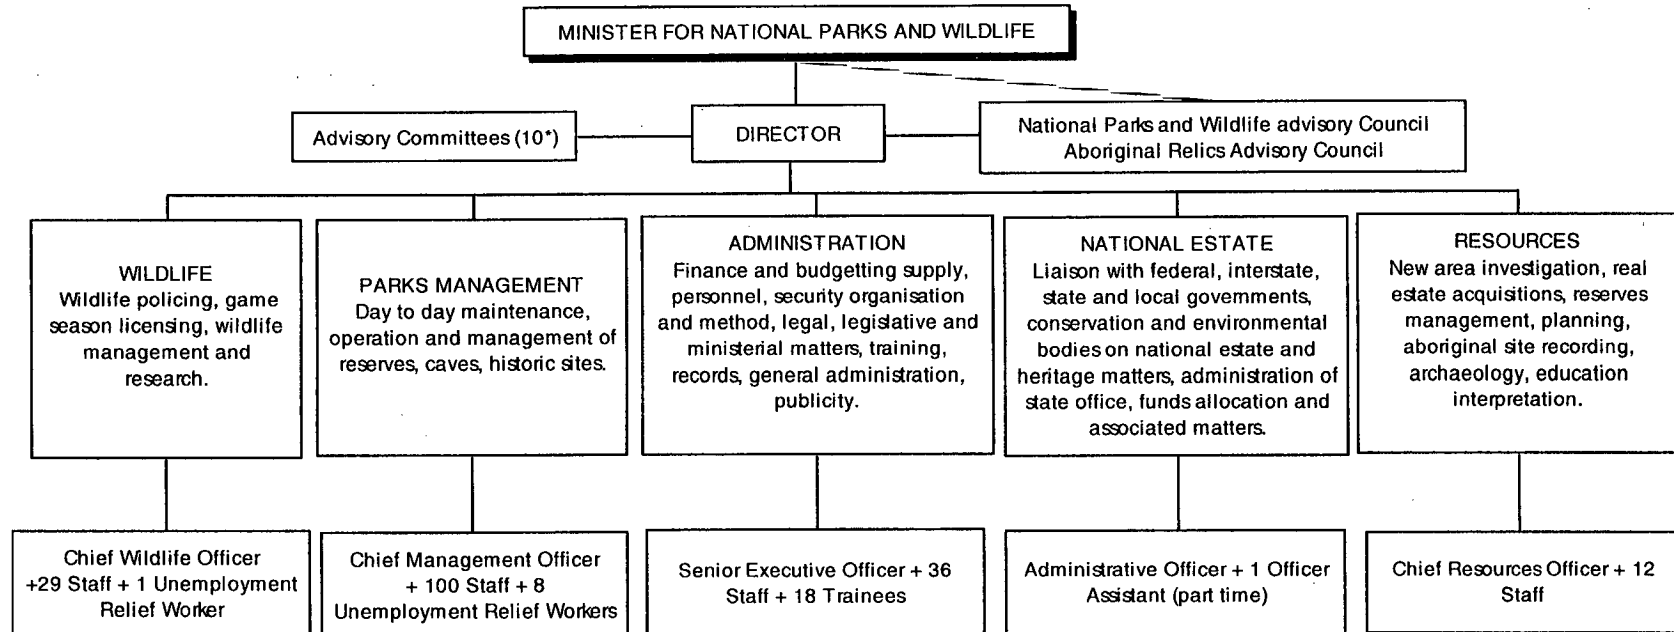 MINISTER FOR NATIONAL PARKS AND WILDLIFE
Advisory Committees (10*)
DIRECTOR
National Parks and Wildlife advisory Council
Aboriginal Relics Advisory Council
WILDLIFE
Wildlife policing, game
season licensing, wildlife
management and
research.
PARKS MANAGEMENT
Day to day maintenance,
operation and management of
reserves, caves, historic sites.
ADMINISTRATION
Finance and budgetting supply,
personnel, security organisation
and method, legal, legislative and
ministerial matters, training,
records, general administration,
publicity.
NATIONAL ESTATE
Liaison with federal, interstate,
state and local governments,
conservation and environmental
bodies on national estate and
heritage matters, administration of
state office, funds allocation and
associated matters.
RESOURCES
New area investigation, real
estate acquisitions, reserves
management, planning,
aboriginal site recording,
archaeology, education
interpretation.
Chief Wildlife Officer
+29 Staff + 1 Unemployment
Relief Worker
Chief Management Officer
+ 100 Staff + 8
Unemployment Relief Workers
Senior Executive Officer + 36
Staff + 18 Trainees
Administrative Officer + 1 Officer
Assistant (part time)
Chief Resources Officer + 12
Staff